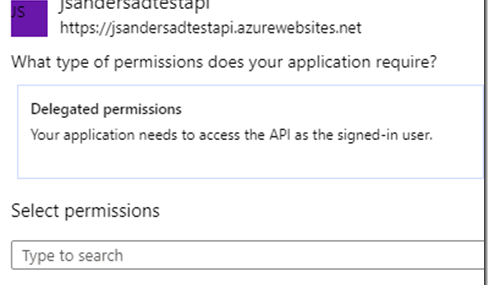 JS
jsandersadtestapi
https://jsandersadtestapi.azurewebsites.net
What type of permissions does your application require?
Delegated permissions
Your application needs to access the API as the signed-in user.
Select permissions
Type to search